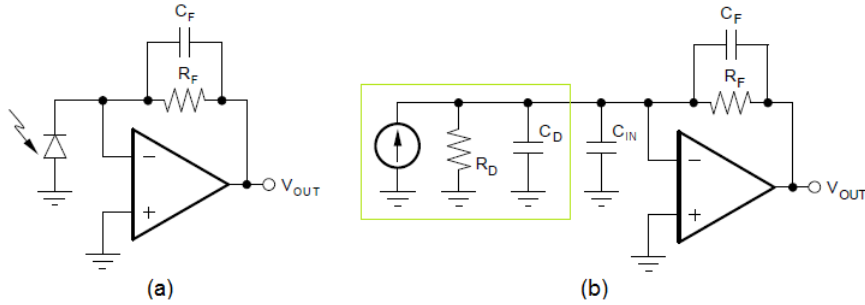 C_F
R_F
−
+
V_OUT
(a)
C_F
R_F
C_D
C_IN
R_D
−
+
V_OUT
(b)